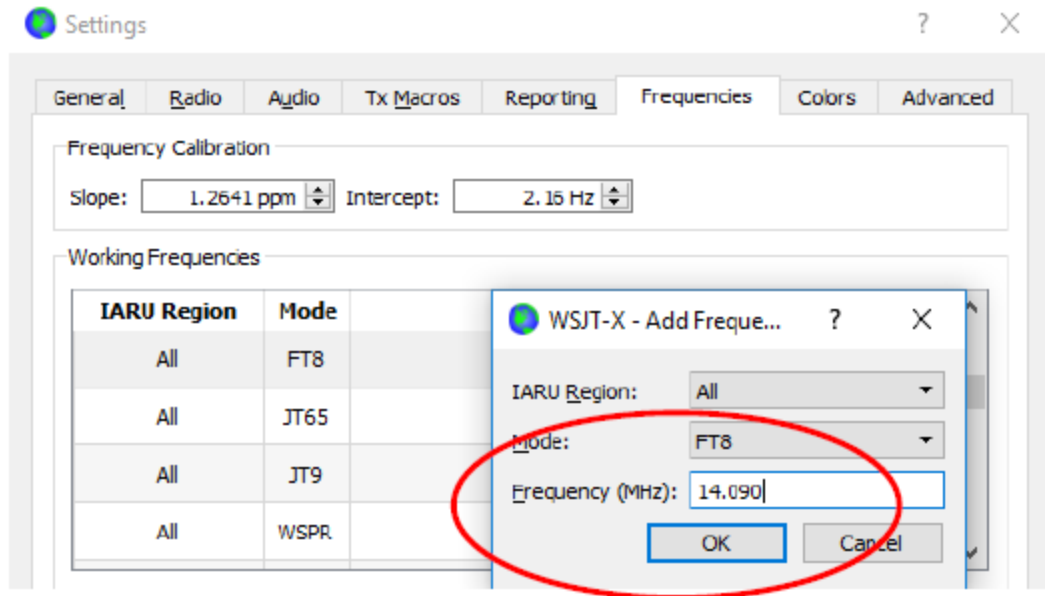 Settings
General Radio Audio Tx Macros Reporting Frequencies Colors Advanced
Frequency Calibration
Slope: 1.2641 ppm Intercept: 2.16 Hz
Working Frequencies
IARU Region Mode
All FT8
All JT65
All JT9
All WSPR
WSJT-X - Add Freque... ?
IARU Region: All
Mode: FT8
Frequency (MHz): 14.090
OK Cancel